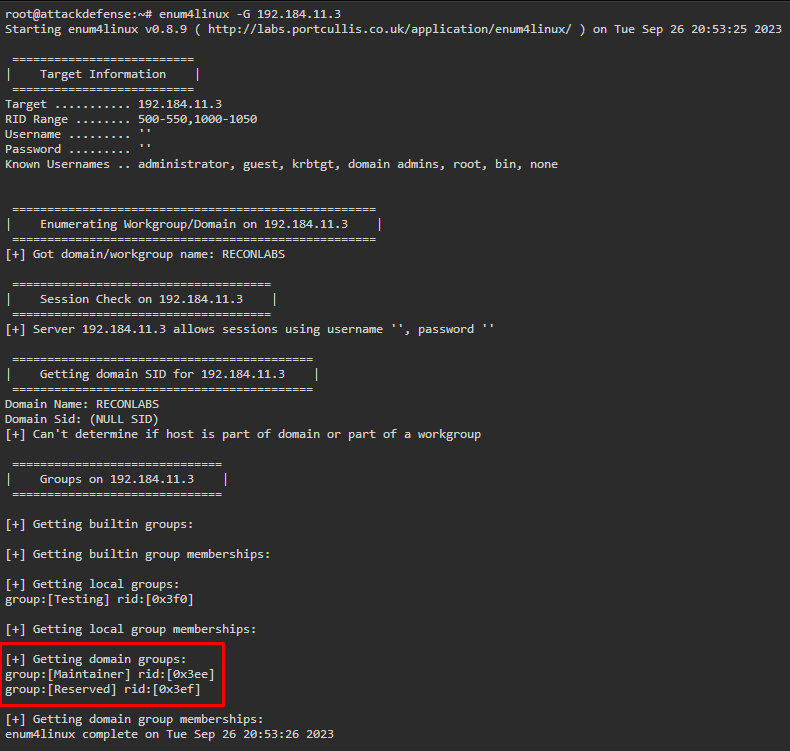 root@attackdefense:~# enum4linux -G 192.184.11.3
Starting enum4linux v0.8.9 ( http://labs.portcullis.co.uk/application/enum4linux/ ) on Tue Sep 26 20:53:25 2023
==========================
|    Target Information    |
==========================
Target ........... 192.184.11.3
RID Range ........ 500-550,1000-1050
Username ......... ''
Password ......... ''
Known Usernames .. administrator, guest, krbtgt, domain admins, root, bin, none
====================================================
|    Enumerating Workgroup/Domain on 192.184.11.3    |
====================================================
[+] Got domain/workgroup name: RECONLABS
=====================================
|    Session Check on 192.184.11.3    |
=====================================
[+] Server 192.184.11.3 allows sessions using username '', password ''
===========================================
|    Getting domain SID for 192.184.11.3    |
===========================================
Domain Name: RECONLABS
Domain Sid: (NULL SID)
[+] Can't determine if host is part of domain or part of a workgroup
==============================
|    Groups on 192.184.11.3    |
==============================
[+] Getting builtin groups:
[+] Getting builtin group memberships:
[+] Getting local groups:
group:[Testing] rid:[0x3f0]
[+] Getting local group memberships:
[+] Getting domain groups:
group:[Maintainer] rid:[0x3ee]
group:[Reserved] rid:[0x3ef]
[+] Getting domain group memberships:
enum4linux complete on Tue Sep 26 20:53:26 2023